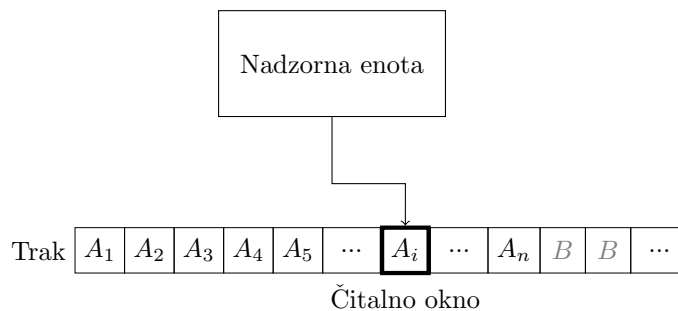 Nadzorna enota
Trak A₁ A₂ A₃ A₄ A₅ ... Aᵢ ... Aₙ B B ...
Čitalno okno